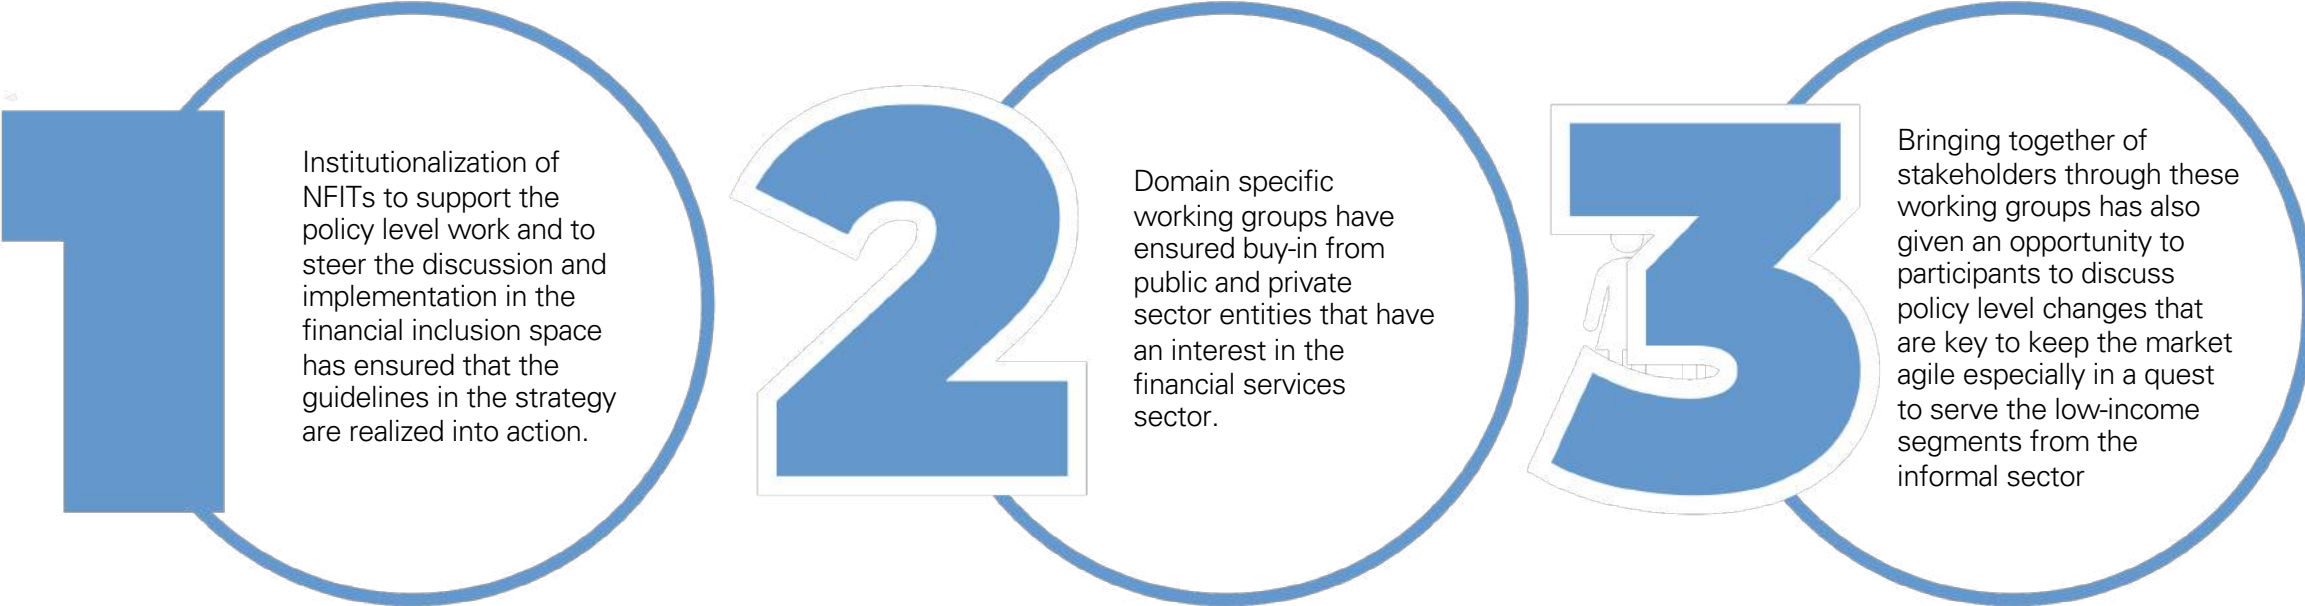 1
Institutionalization of
NFITs to support the
policy level work and to
steer the discussion and
implementation in the
financial inclusion space
has ensured that the
guidelines in the strategy
are realized into action.
2
Domain specific
working groups have
ensured buy-in from
public and private
sector entities that have
an interest in the
financial services
sector.
3
Bringing together of
stakeholders through these
working groups has also
given an opportunity to
participants to discuss
policy level changes that
are key to keep the market
agile especially in a quest
to serve the low-income
segments from the
informal sector